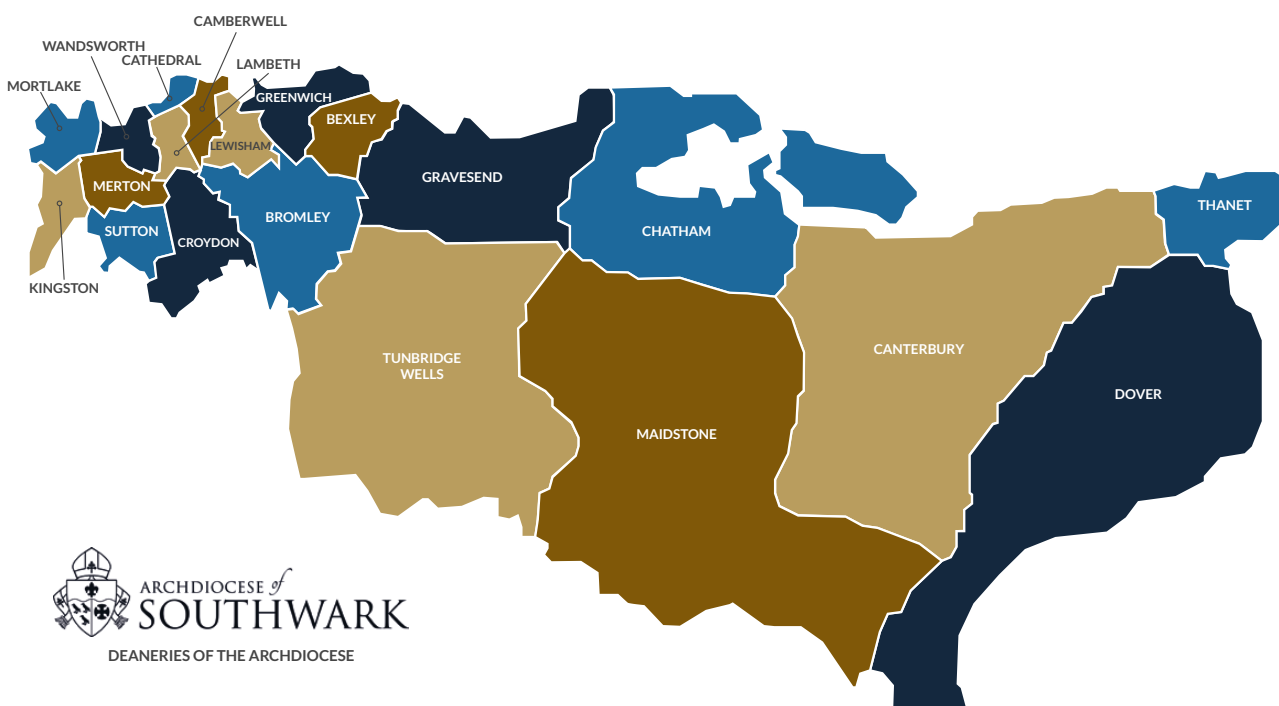 CAMBERWELL
WANDSWORTH
CATHEDRAL
LAMBETH
MORTLAKE
GREENWICH
BEXLEY
LEWISHAM
MERTON
GRAVESEND
THANET
BROMLEY
SUTTON
CHATHAM
CROYDON
KINGSTON
CANTERBURY
TUNBRIDGE
WELLS
DOVER
MAIDSTONE
ARCHDIOCESE of
SOUTHWARK
DEANERIES OF THE ARCHDIOCESE